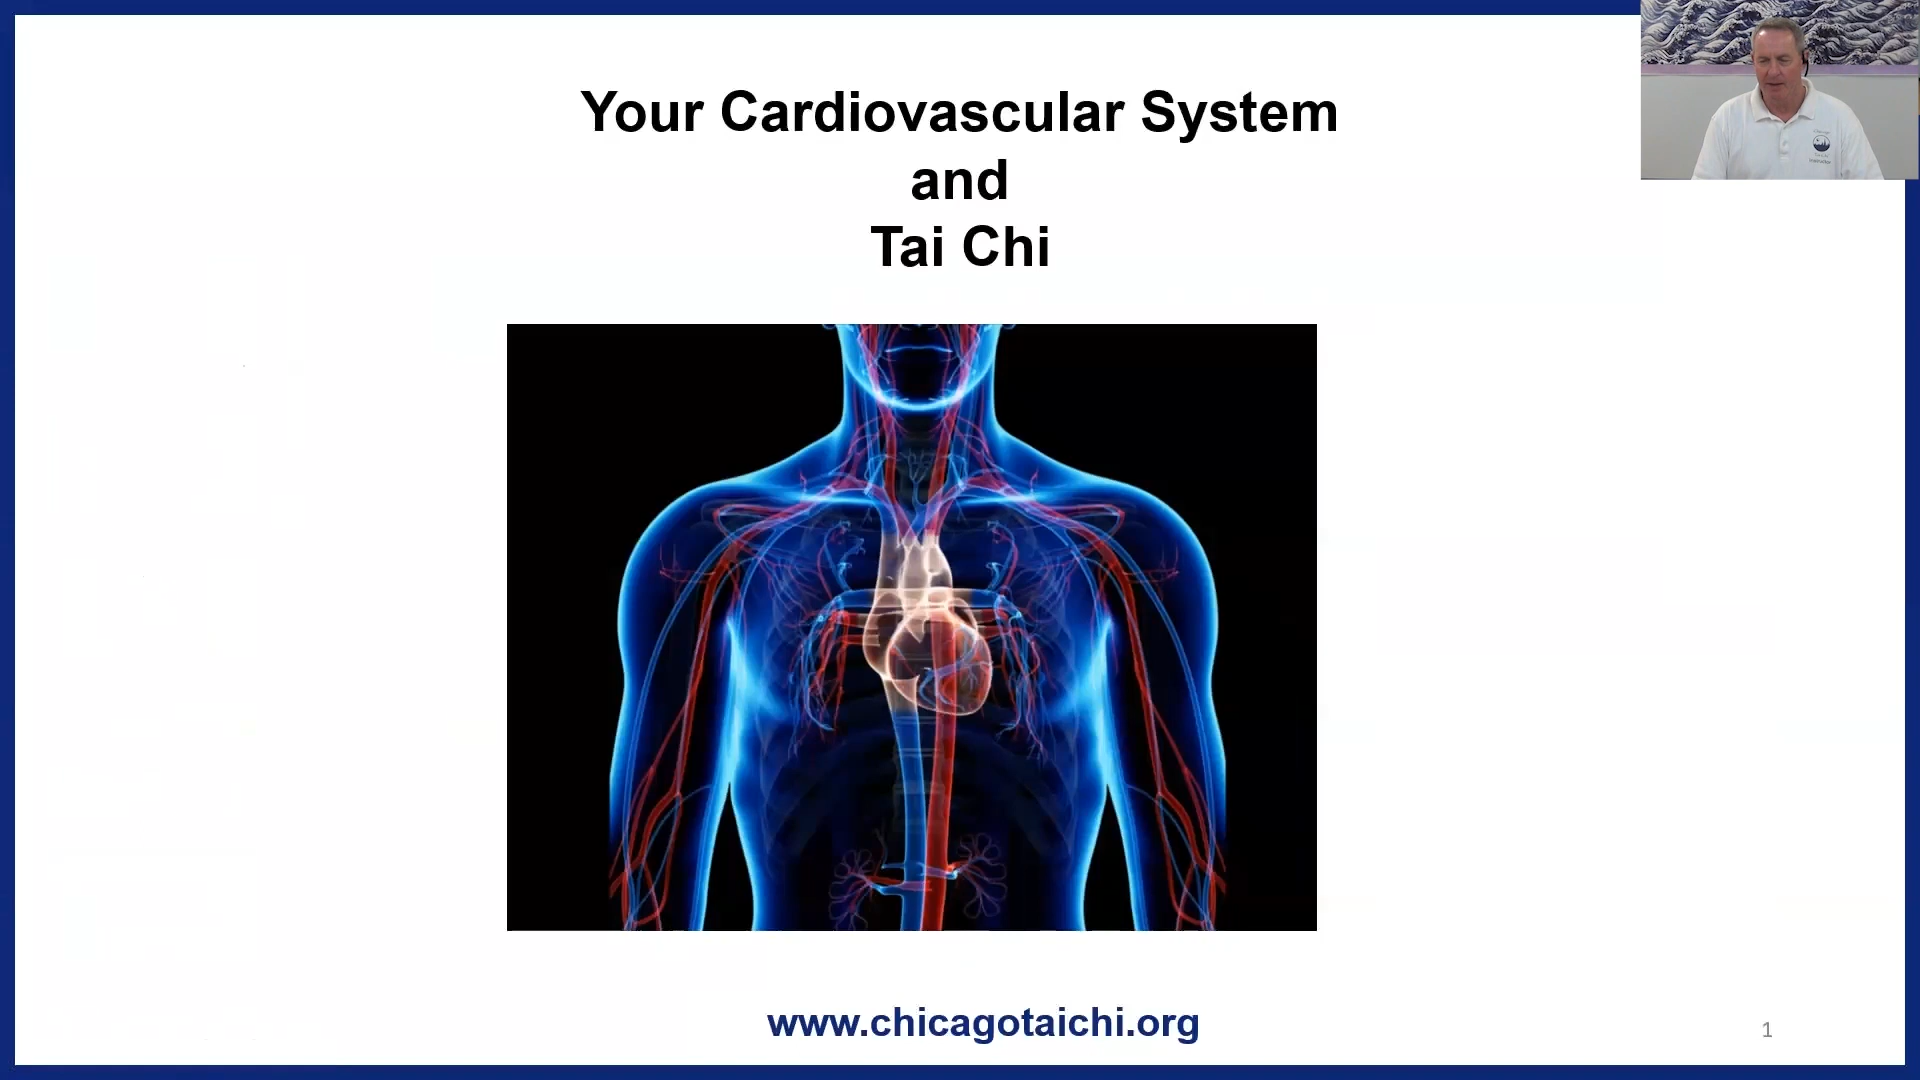 Your Cardiovascular System
and
Tai Chi
www.chicagotaichi.org
1